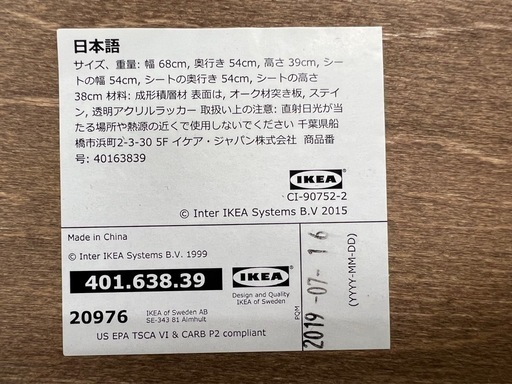 日本語
サイズ、重量: 幅 68cm, 奥行き 54cm, 高さ 39cm, シー
トの幅 54cm, シートの奥行き 54cm, シートの高さ
38cm 材料: 成形積層材 表面は, オーク材突き板, ステイ
ン, 透明アクリルラッカー 取扱い上の注意: 直射日光が当
たる場所や熱源の近くで使用しないでください 千葉県船
橋市浜町2-3-30 5F イケア・ジャパン株式会社 商品番
号: 40163839
IKEA
CI-90752-2
© Inter IKEA Systems B.V 2015
Made in China
© Inter IKEA Systems B.V. 1999
401.638.39
IKEA
Design and Quality
IKEA of Sweden
20976
IKEA of Sweden AB
SE-343 81 Älmhult
US EPA TSCA VI & CARB P2 compliant
PQM
2019-07-16
(YYYY-MM-DD)